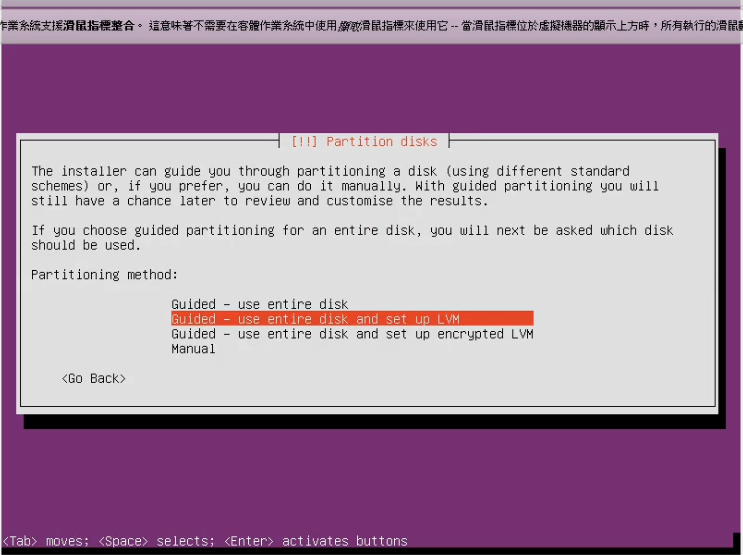 作業系統支援滑鼠指標整合。 這意味著不需要在客體作業系統中使用擷取滑鼠指標來使用它 -- 當滑鼠指標位於虛擬機器的顯示上方時，所有執行的滑鼠
[!!] Partition disks
The installer can guide you through partitioning a disk (using different standard
schemes) or, if you prefer, you can do it manually. With guided partitioning you will
still have a chance later to review and customise the results.
If you choose guided partitioning for an entire disk, you will next be asked which disk
should be used.
Partitioning method:
Guided – use entire disk
Guided – use entire disk and set up LVM
Guided – use entire disk and set up encrypted LVM
Manual
<Go Back>
<Tab> moves; <Space> selects; <Enter> activates buttons